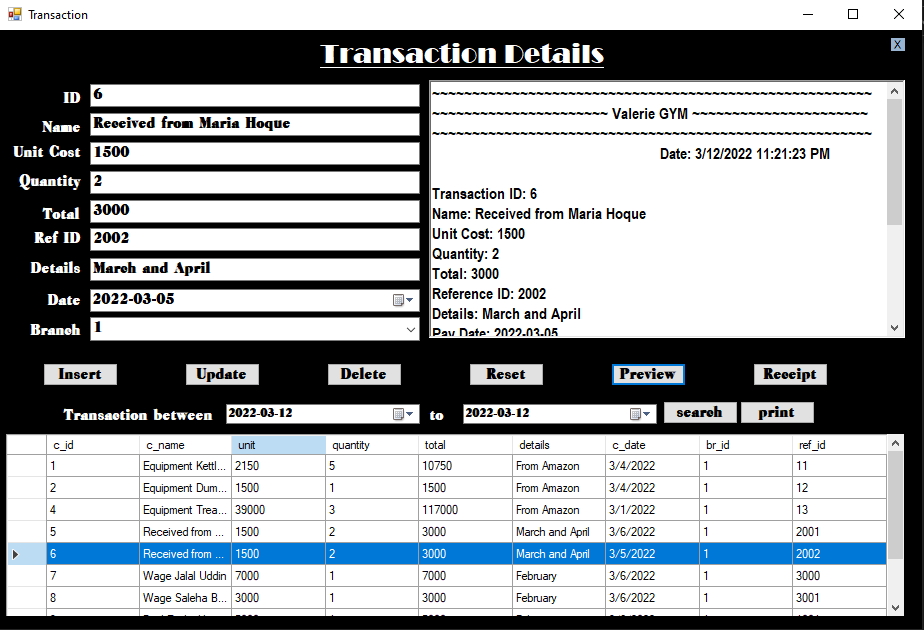 Transaction
Transaction Details
X
ID 6
Name Received from Maria Hoque
Unit Cost 1500
Quantity 2
Total 3000
Ref ID 2002
Details March and April
Date 2022-03-05
Branch 1
~~~~~~~~~~~~~~~~~~~~~~~~~~~~~~~~~~~~~~~~~~~~~~~~~~~~~~~
~~~~~~~~~~~~~~~~~~~~~~ Valerie GYM ~~~~~~~~~~~~~~~~~~~~~~
~~~~~~~~~~~~~~~~~~~~~~~~~~~~~~~~~~~~~~~~~~~~~~~~~~~~~~~
Date: 3/12/2022 11:21:23 PM
Transaction ID: 6
Name: Received from Maria Hoque
Unit Cost: 1500
Quantity: 2
Total: 3000
Reference ID: 2002
Details: March and April
Pay Date: 2022-03-05
Insert Update Delete Reset Preview Receipt
Transaction between 2022-03-12 to 2022-03-12 search print
c_id c_name unit quantity total details c_date br_id ref_id
1 Equipment Kettl... 2150 5 10750 From Amazon 3/4/2022 1 11
2 Equipment Dum... 1500 1 1500 From Amazon 3/4/2022 1 12
4 Equipment Trea... 39000 3 117000 From Amazon 3/1/2022 1 13
5 Received from ... 1500 2 3000 March and April 3/6/2022 1 2001
6 Received from ... 1500 2 3000 March and April 3/5/2022 1 2002
7 Wage Jalal Uddin 7000 1 7000 February 3/6/2022 1 3000
8 Wage Saleha B... 3000 1 3000 February 3/6/2022 1 3001